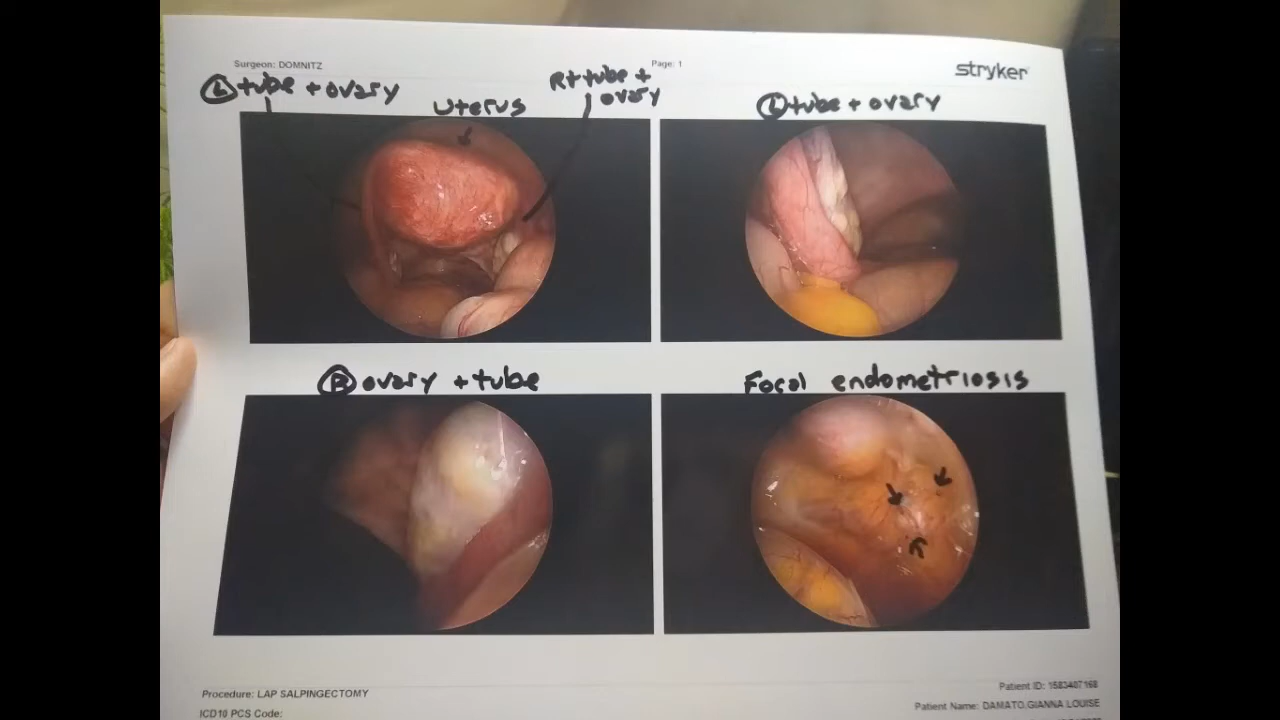 Surgeon: DOMNITZ
Page: 1
stryker
Ⓛ tube + ovary
Uterus
Rt tube +
ovary
Ⓛ tube + ovary
Ⓡ ovary + tube
Focal endometriosis
Procedure: LAP SALPINGECTOMY
ICD10 PCS Code:
Patient ID: 1583407168
Patient Name: DAMATO, GIANNA LOUISE